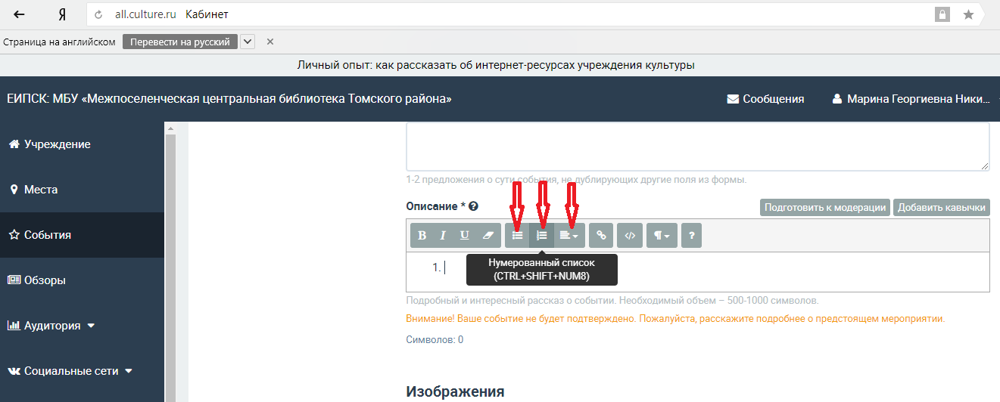 Я all.culture.ru Кабинет
Страница на английском Перевести на русский
Личный опыт: как рассказать об интернет-ресурсах учреждения культуры
ЕИПСК: МБУ «Межпоселенческая центральная библиотека Томского района» Сообщения Марина Георгиевна Ники...
Учреждение
Места
События
Обзоры
Аудитория
Социальные сети
1-2 предложения о сути события, не дублирующих другие поля из формы.
Описание * ? Подготовить к модерации Добавить кавычки
B I U </> ¶ ?
Нумерованный список
(CTRL+SHIFT+NUM8)
1.
Подробный и интересный рассказ о событии. Необходимый объем – 500-1000 символов.
Внимание! Ваше событие не будет подтверждено. Пожалуйста, расскажите подробнее о предстоящем мероприятии.
Символов: 0
Изображения